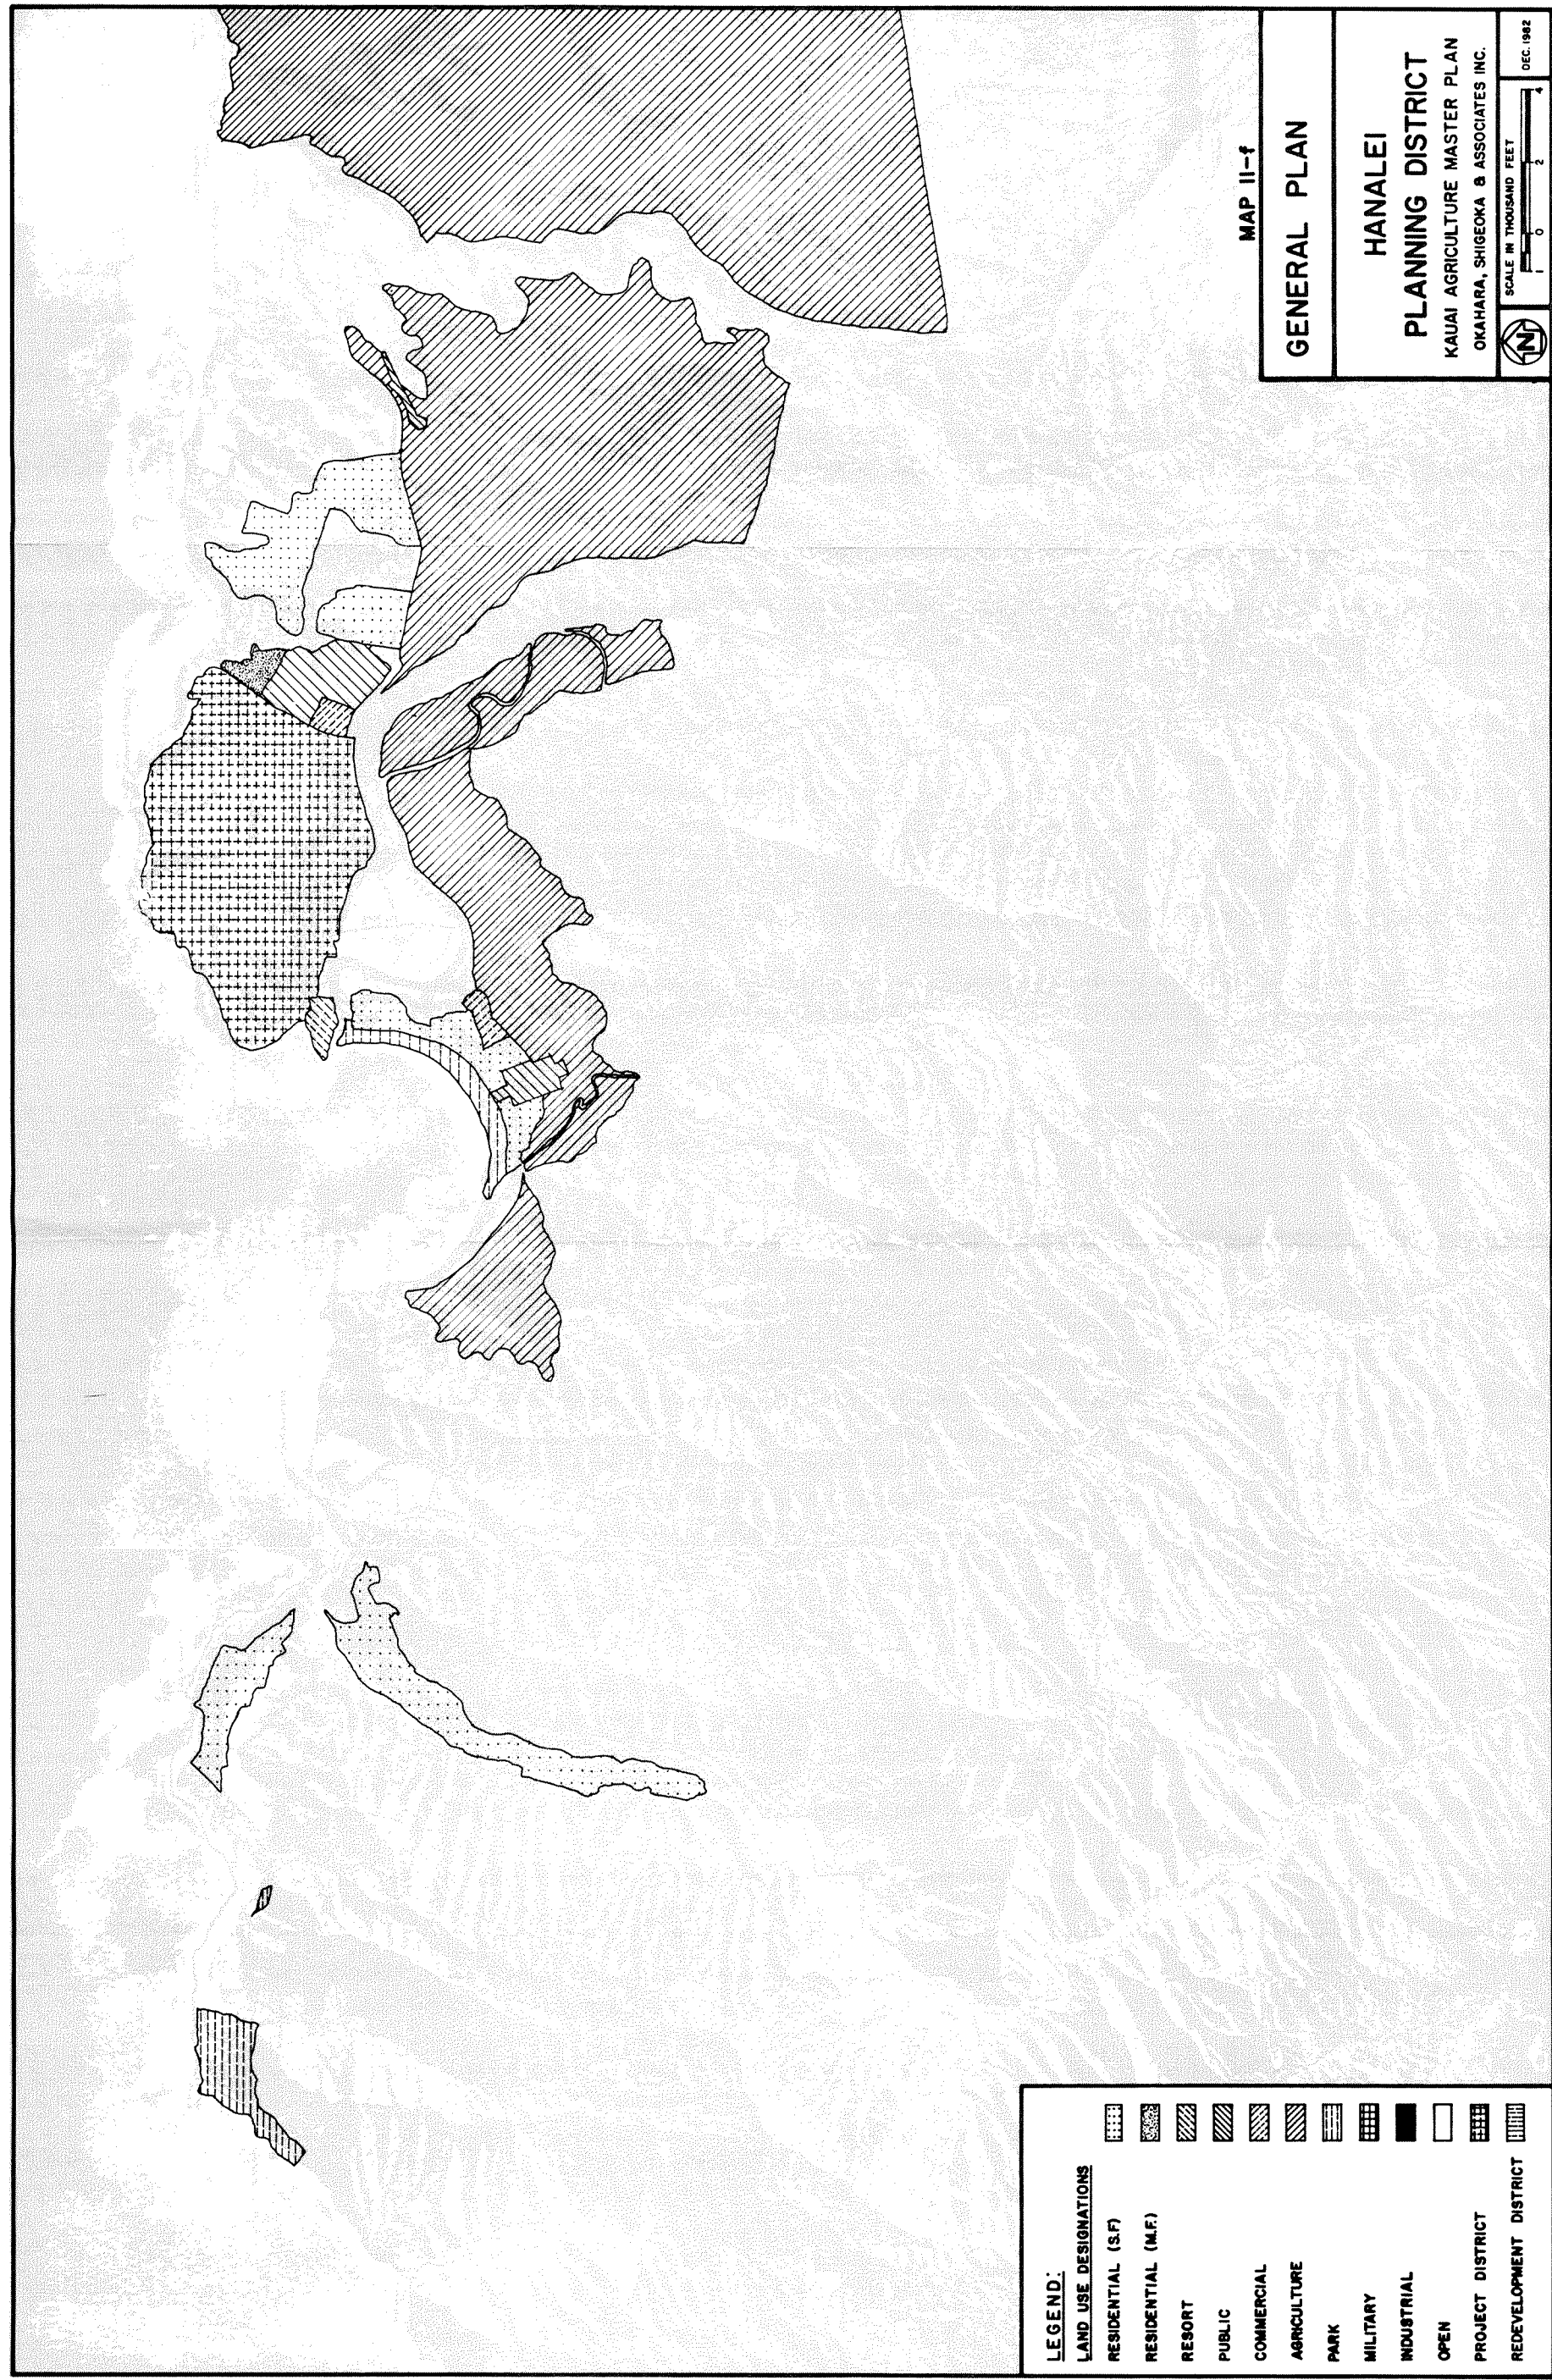 MAP II-f
GENERAL PLAN
HANALEI
PLANNING DISTRICT
KAUAI AGRICULTURE MASTER PLAN
OKAHARA, SHIGEOKA & ASSOCIATES INC.
N
SCALE IN THOUSAND FEET
1 0 2 4
DEC. 1982
LEGEND:
LAND USE DESIGNATIONS
RESIDENTIAL (S.F)
RESIDENTIAL (M.F.)
RESORT
PUBLIC
COMMERCIAL
AGRICULTURE
PARK
MILITARY
INDUSTRIAL
OPEN
PROJECT DISTRICT
REDEVELOPMENT DISTRICT